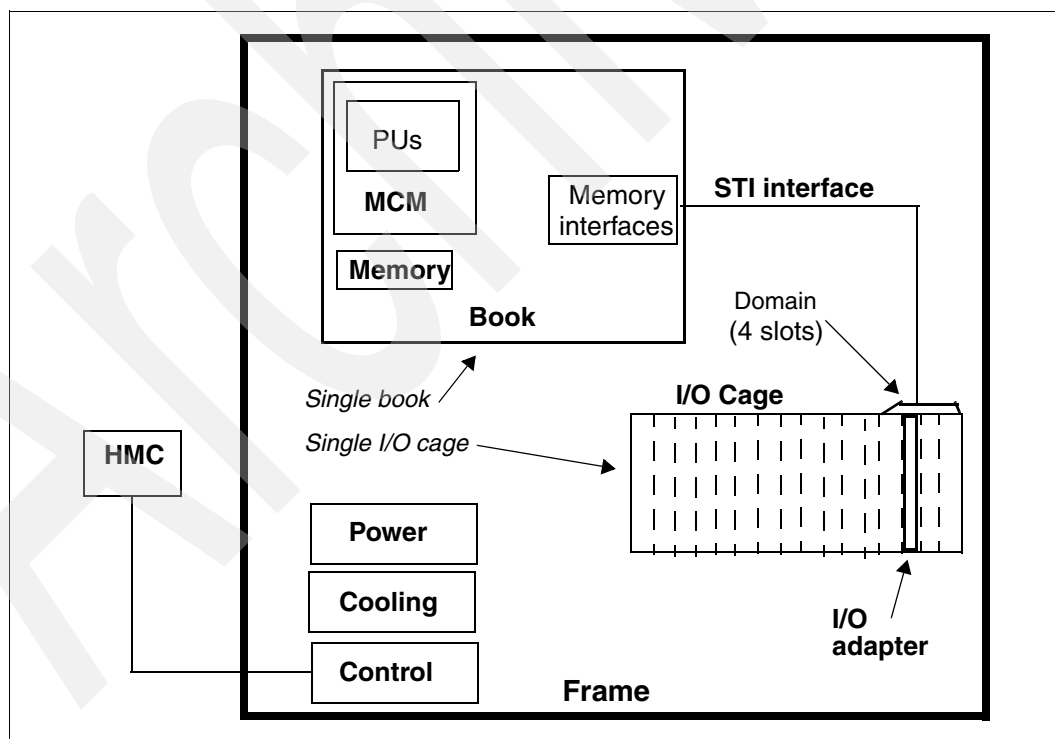 PUs
MCM
Memory
Memory
interfaces
Book
STI interface
Domain
(4 slots)
Single book
I/O Cage
Single I/O cage
HMC
Power
Cooling
Control
I/O
adapter
Frame